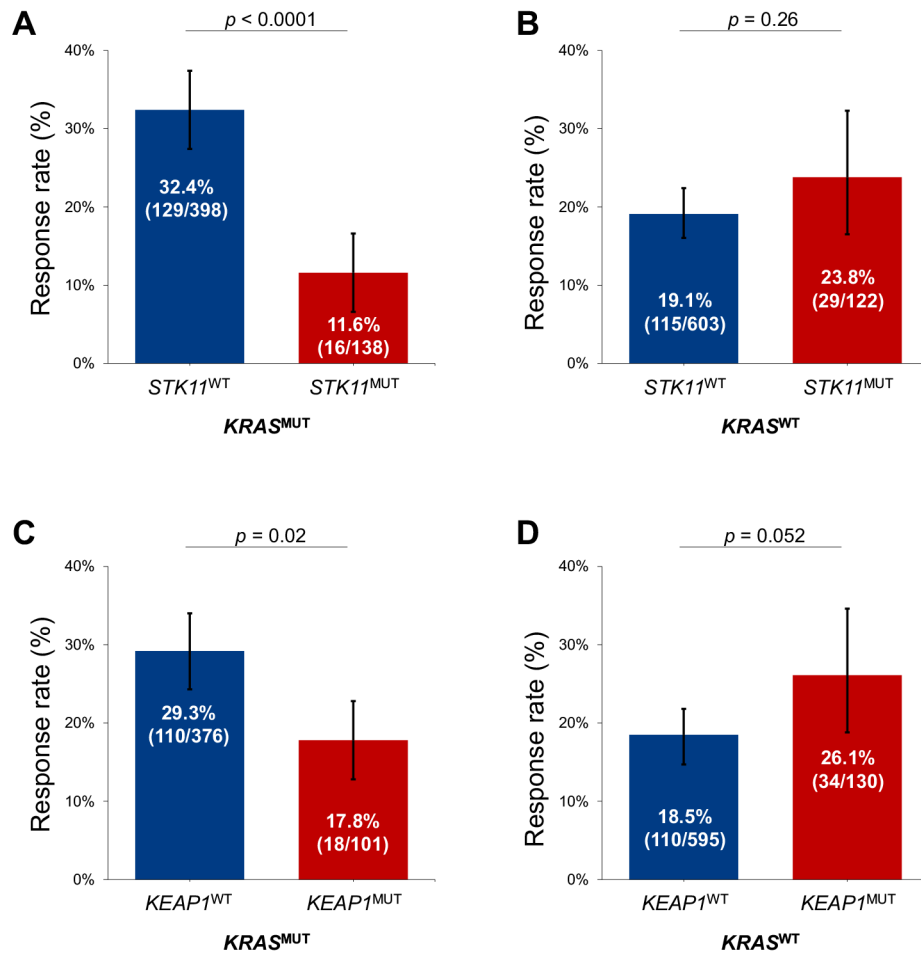 A
p < 0.0001
Response rate (%)
40%
30%
20%
10%
0%
32.4%
(129/398)
11.6%
(16/138)
STK11WT
STK11MUT
KRASMUT
B
p = 0.26
Response rate (%)
40%
30%
20%
10%
0%
19.1%
(115/603)
23.8%
(29/122)
STK11WT
STK11MUT
KRASWT
C
p = 0.02
Response rate (%)
40%
30%
20%
10%
0%
29.3%
(110/376)
17.8%
(18/101)
KEAP1WT
KEAP1MUT
KRASMUT
D
p = 0.052
Response rate (%)
40%
30%
20%
10%
0%
18.5%
(110/595)
26.1%
(34/130)
KEAP1WT
KEAP1MUT
KRASWT